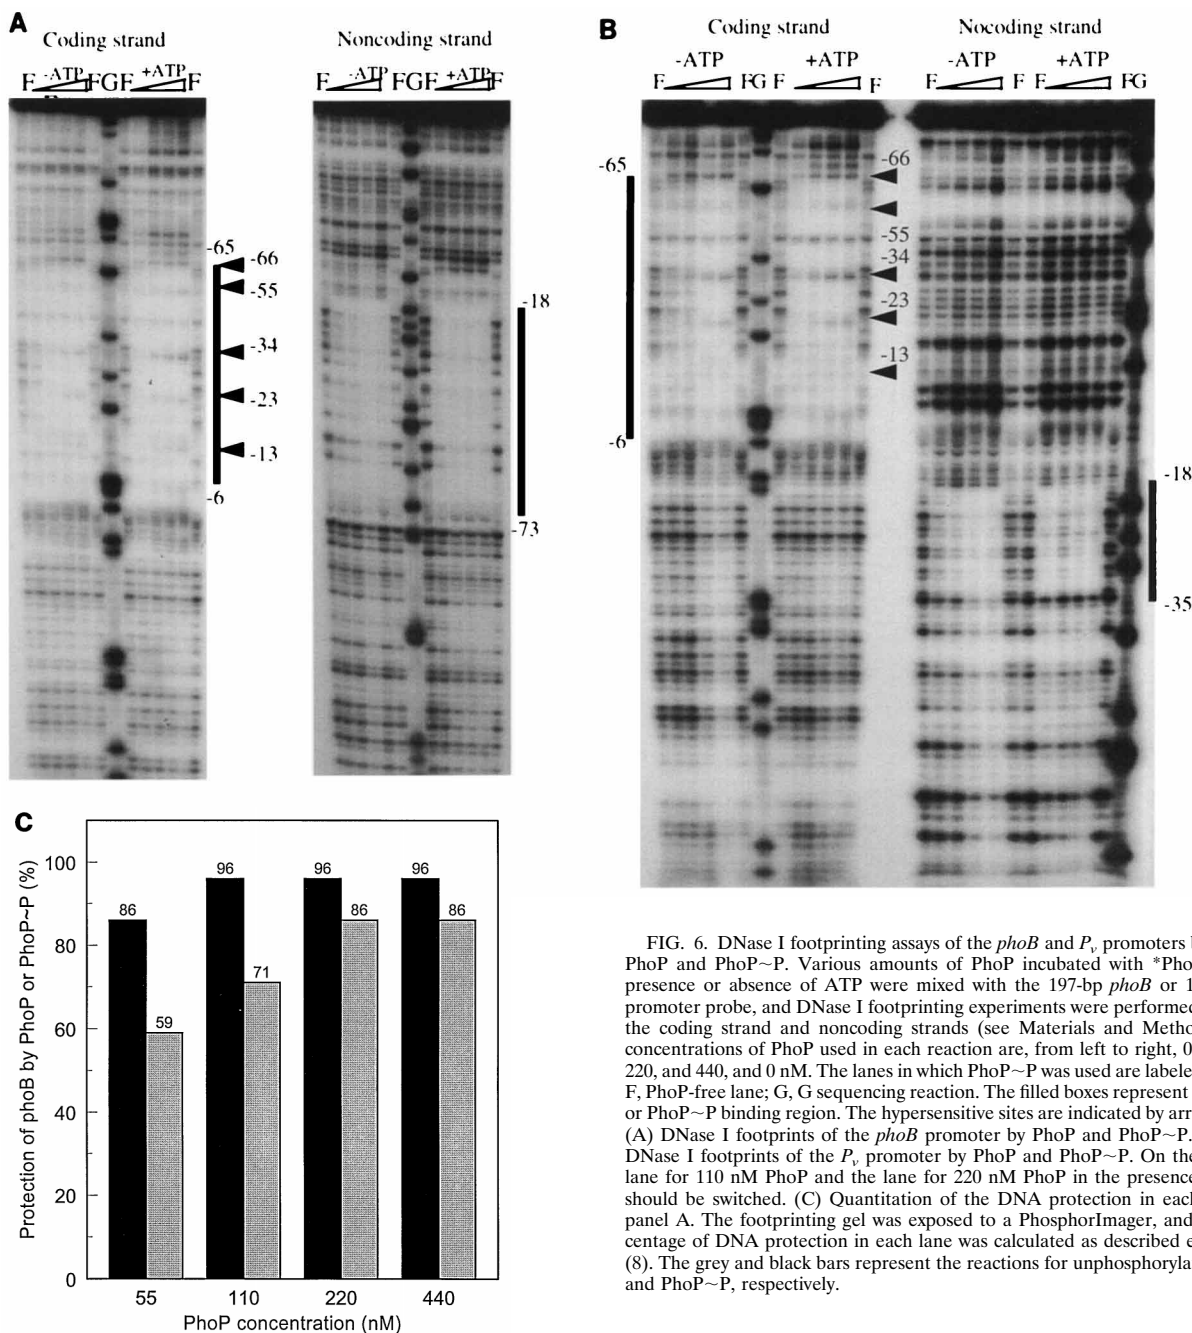 A
Coding strand
Noncoding strand
F -ATP FGF +ATP F
F -ATP FGF +ATP F
-65
-66
-55
-34
-23
-13
-6
-18
-73
B
Coding strand
Nocoding strand
-ATP +ATP
-ATP +ATP
F FG F F
F F F FG
-65
-66
-55
-34
-23
-13
-6
-18
-35
C
Protection of phoB by PhoP or PhoP~P (%)
100
80
60
40
20
0
86
59
96
71
96
86
96
86
55 110 220 440
PhoP concentration (nM)
FIG. 6. DNase I footprinting assays of the phoB and Pv promoters
PhoP and PhoP~P. Various amounts of PhoP incubated with *Pho
presence or absence of ATP were mixed with the 197-bp phoB or 1
promoter probe, and DNase I footprinting experiments were performed
the coding strand and noncoding strands (see Materials and Metho
concentrations of PhoP used in each reaction are, from left to right, 0
220, and 440, and 0 nM. The lanes in which PhoP~P was used are labele
F, PhoP-free lane; G, G sequencing reaction. The filled boxes represent
or PhoP~P binding region. The hypersensitive sites are indicated by arr
(A) DNase I footprints of the phoB promoter by PhoP and PhoP~P.
DNase I footprints of the Pv promoter by PhoP and PhoP~P. On the
lane for 110 nM PhoP and the lane for 220 nM PhoP in the presence
should be switched. (C) Quantitation of the DNA protection in each
panel A. The footprinting gel was exposed to a PhosphorImager, and
centage of DNA protection in each lane was calculated as described e
(8). The grey and black bars represent the reactions for unphosphoryla
and PhoP~P, respectively.